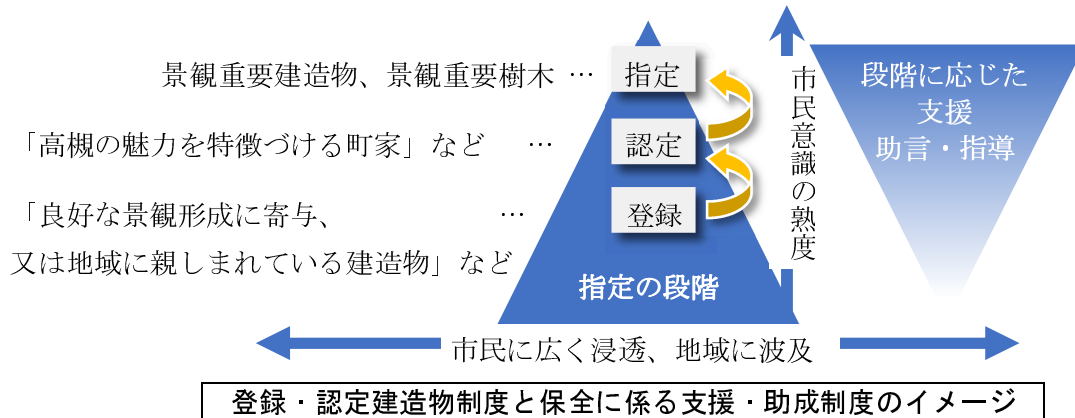 景観重要建造物、景観重要樹木 … 指定
「高槻の魅力を特徴づける町家」など … 認定
「良好な景観形成に寄与、 … 登録
又は地域に親しまれている建造物」など
指定の段階
市民意識の熟度
段階に応じた
支援
助言・指導
市民に広く浸透、地域に波及
登録・認定建造物制度と保全に係る支援・助成制度のイメージ